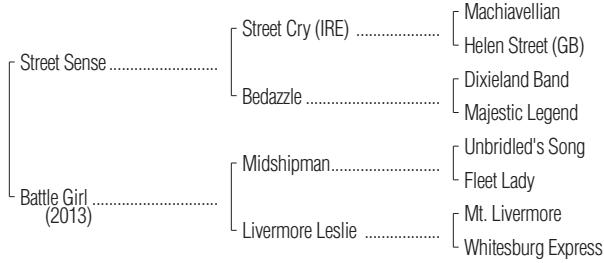 Machiavellian
Street Cry (IRE) ...................
Helen Street (GB)
Street Sense .........................
Dixieland Band
Bedazzle ...............................
Majestic Legend
Unbridled's Song
Midshipman.........................
Fleet Lady
Battle Girl .............................
(2013)
Mt. Livermore
Livermore Leslie .................
Whitesburg Express